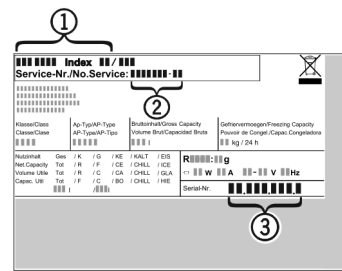 1
Index /
Service-Nr./No.Service: -
2
Klasse/Class
Classe/Clase
Ap-Typ/AP-Type
AP-Type/AP-Tipo
Bruttoinhalt/Gross Capacity
Volume Brut/Capacidad Bruta
l
Gefriervermoegen/Freezing Capacity
Pouvoir de Congel./Capac.Congeladora
kg / 24 h
Nutzinhalt Ges / K / G / KE / KALT / EIS
Net.Capacity Tot / R / F / CE / CHILL / ICE
Volume Utile Tot / R / C / CA / CHILL / GLA
Capac. Util Tot / F / C / BO / CHILL / HIE
l / l
R : g
W A - V Hz
Serial-Nr. . . .
3